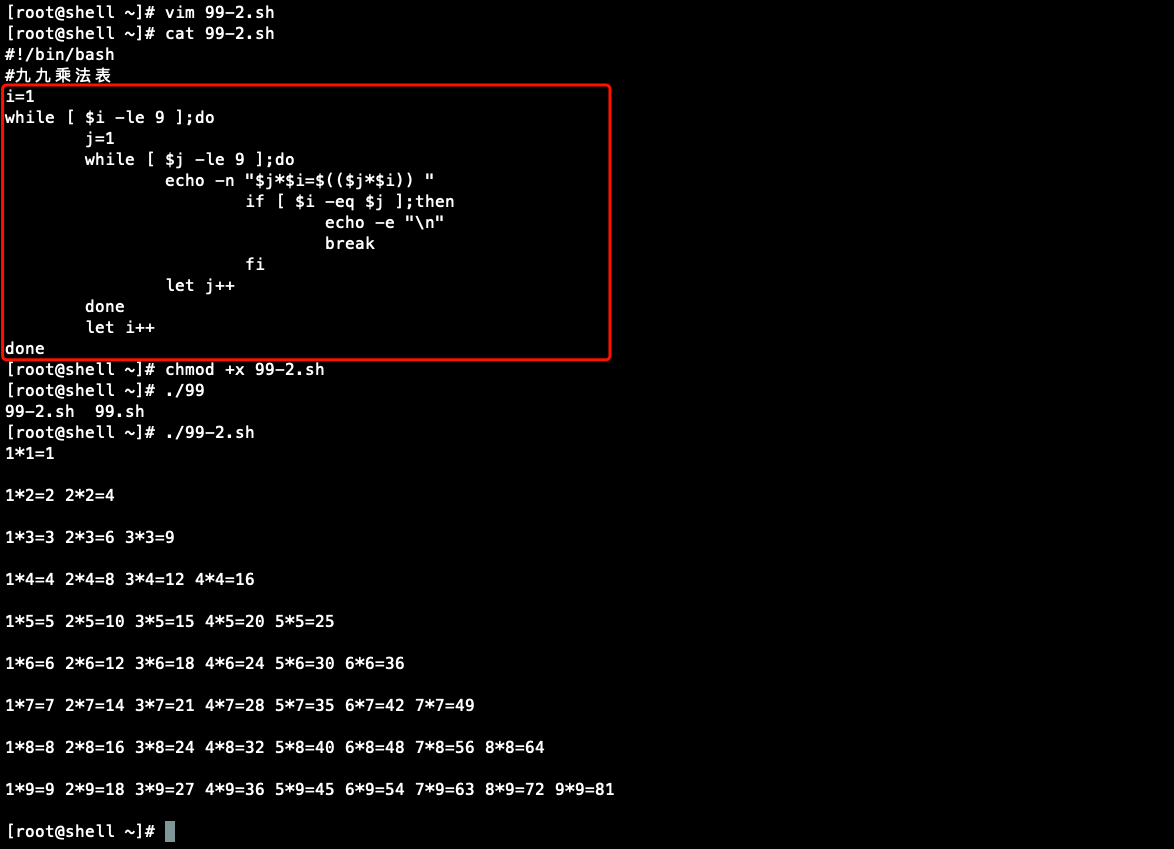 [root@shell ~]# vim 99-2.sh
[root@shell ~]# cat 99-2.sh
#!/bin/bash
#九九乘法表
i=1
while [ $i -le 9 ];do
        j=1
        while [ $j -le 9 ];do
                echo -n "$j*$i=$(($j*$i)) "
                        if [ $i -eq $j ];then
                                echo -e "\n"
                                break
                        fi
                let j++
        done
        let i++
done
[root@shell ~]# chmod +x 99-2.sh
[root@shell ~]# ./99
99-2.sh  99.sh
[root@shell ~]# ./99-2.sh
1*1=1
1*2=2 2*2=4
1*3=3 2*3=6 3*3=9
1*4=4 2*4=8 3*4=12 4*4=16
1*5=5 2*5=10 3*5=15 4*5=20 5*5=25
1*6=6 2*6=12 3*6=18 4*6=24 5*6=30 6*6=36
1*7=7 2*7=14 3*7=21 4*7=28 5*7=35 6*7=42 7*7=49
1*8=8 2*8=16 3*8=24 4*8=32 5*8=40 6*8=48 7*8=56 8*8=64
1*9=9 2*9=18 3*9=27 4*9=36 5*9=45 6*9=54 7*9=63 8*9=72 9*9=81
[root@shell ~]#